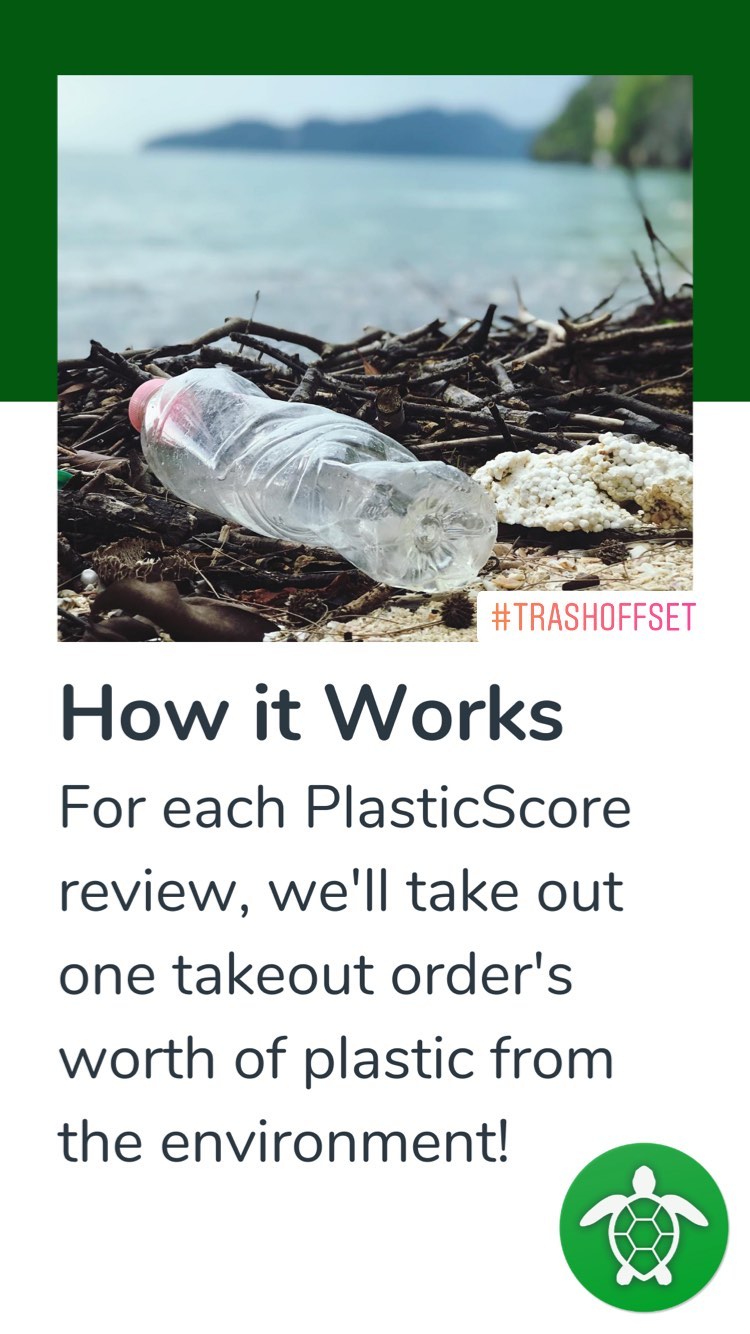 #TRASHOFFSET
How it Works
For each PlasticScore
review, we'll take out
one takeout order's
worth of plastic from
the environment!